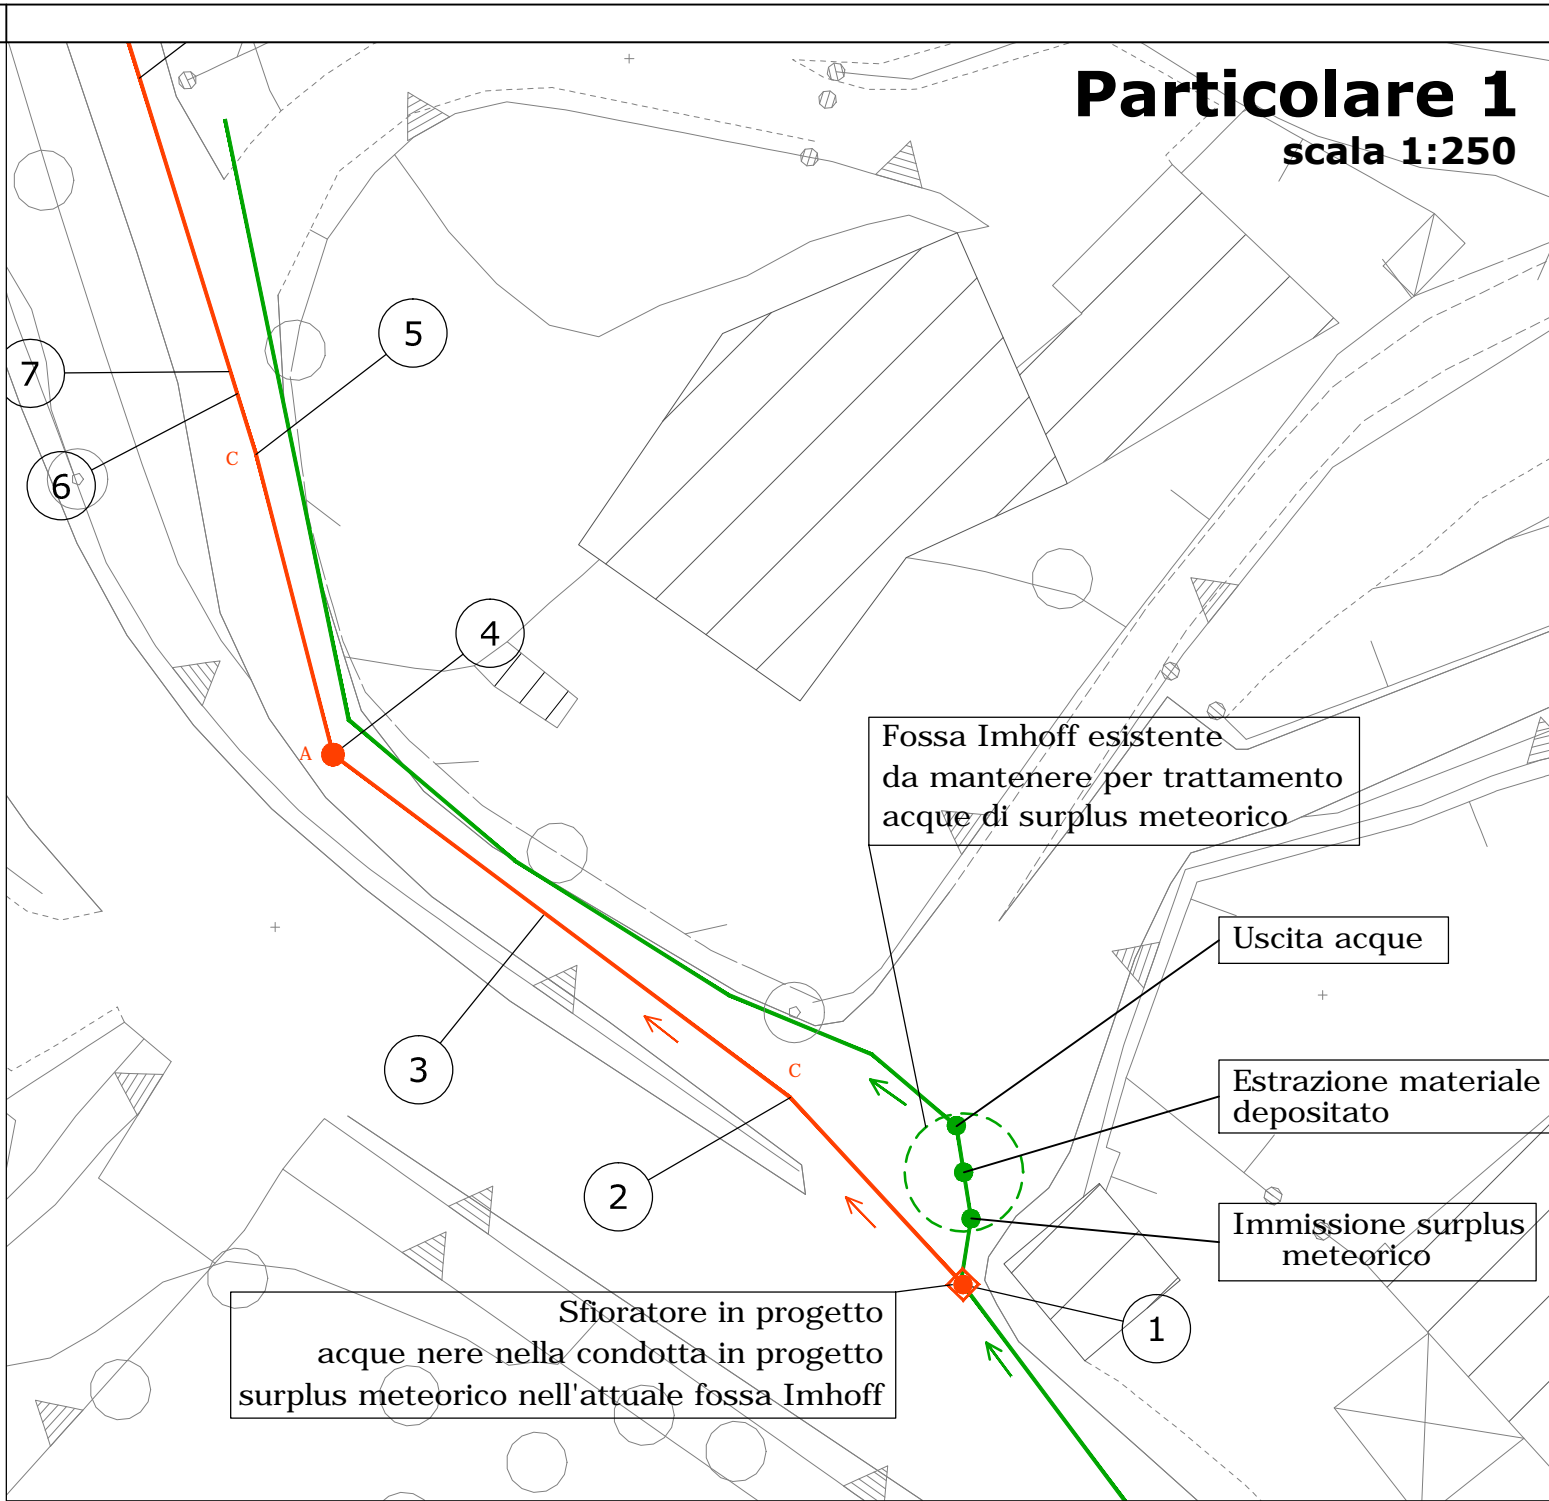 Particolare 1
scala 1:250
5
7
C
6
4
A
Fossa Imhoff esistente
da mantenere per trattamento
acque di surplus meteorico
Uscita acque
3
C
Estrazione materiale
depositato
2
Immissione surplus
meteorico
Sfioratore in progetto
acque nere nella condotta in progetto
surplus meteorico nell'attuale fossa Imhoff
1